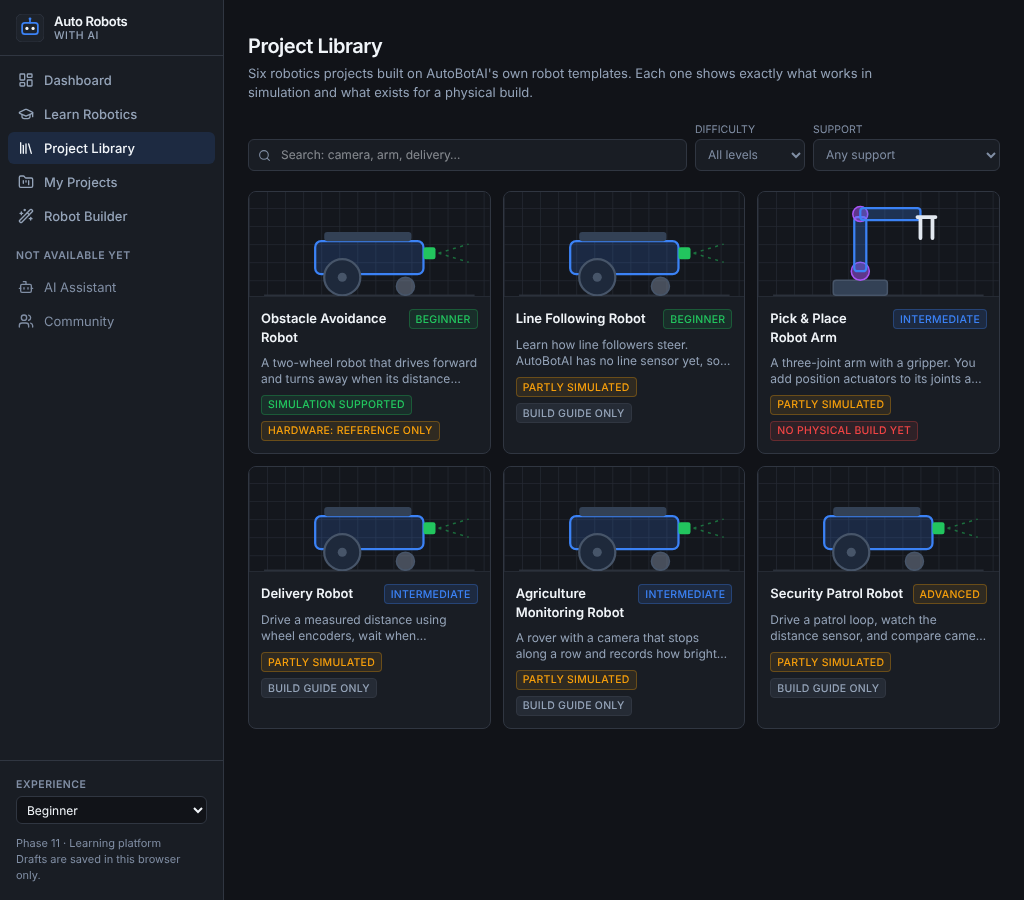 Auto Robots
WITH AI
Dashboard
Learn Robotics
Project Library
My Projects
Robot Builder
NOT AVAILABLE YET
AI Assistant
Community
EXPERIENCE
Beginner
Phase 11 · Learning platform
Drafts are saved in this browser
only.
Project Library
Six robotics projects built on AutoBotAI's own robot templates. Each one shows exactly what works in
simulation and what exists for a physical build.
DIFFICULTY
SUPPORT
Search: camera, arm, delivery...
All levels
Any support
Obstacle Avoidance
Robot
BEGINNER
A two-wheel robot that drives forward
and turns away when its distance...
SIMULATION SUPPORTED
HARDWARE: REFERENCE ONLY
Line Following Robot
BEGINNER
Learn how line followers steer.
AutoBotAI has no line sensor yet, so...
PARTLY SIMULATED
BUILD GUIDE ONLY
Pick & Place
Robot Arm
INTERMEDIATE
A three-joint arm with a gripper. You
add position actuators to its joints a...
PARTLY SIMULATED
NO PHYSICAL BUILD YET
Delivery Robot
INTERMEDIATE
Drive a measured distance using
wheel encoders, wait when...
PARTLY SIMULATED
BUILD GUIDE ONLY
Agriculture
Monitoring Robot
INTERMEDIATE
A rover with a camera that stops
along a row and records how bright...
PARTLY SIMULATED
BUILD GUIDE ONLY
Security Patrol Robot
ADVANCED
Drive a patrol loop, watch the
distance sensor, and compare came...
PARTLY SIMULATED
BUILD GUIDE ONLY